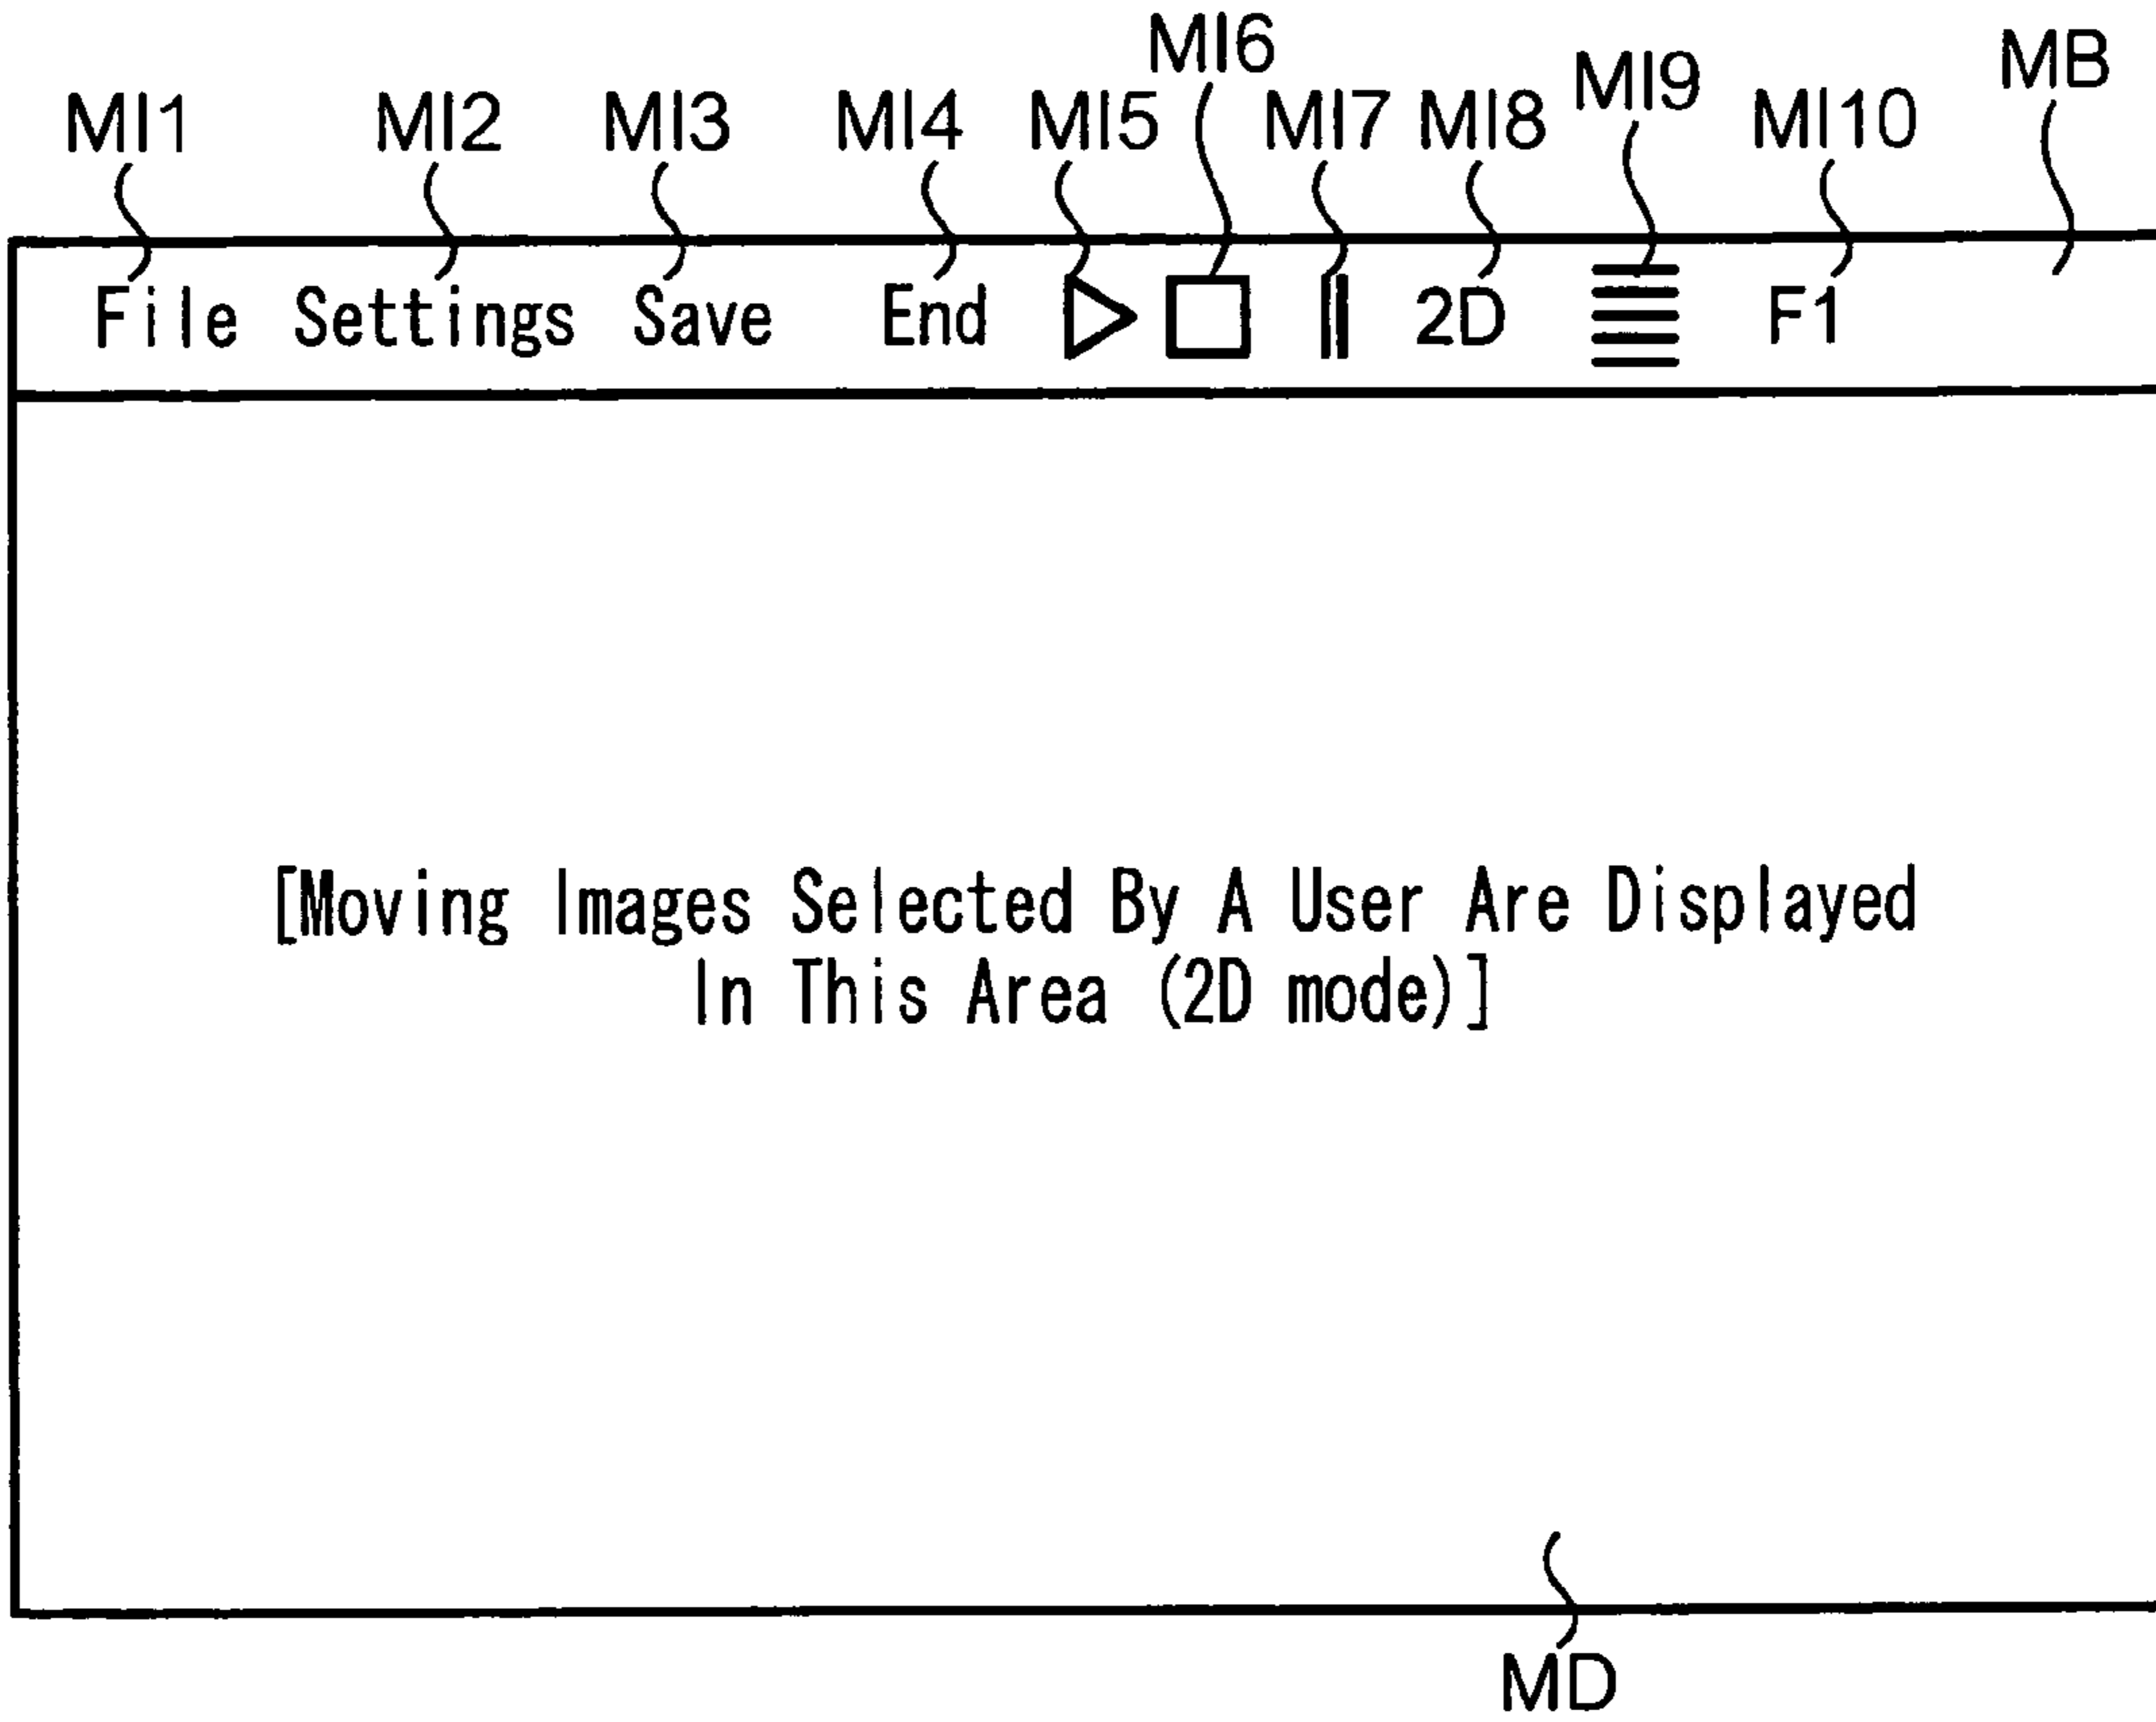 MI6
MI9
MB
MI1 MI2 MI3 MI4 MI5 MI7 MI8 MI10
File Settings Save End 2D F1
[Moving Images Selected By A User Are Displayed
In This Area (2D mode)]
MD